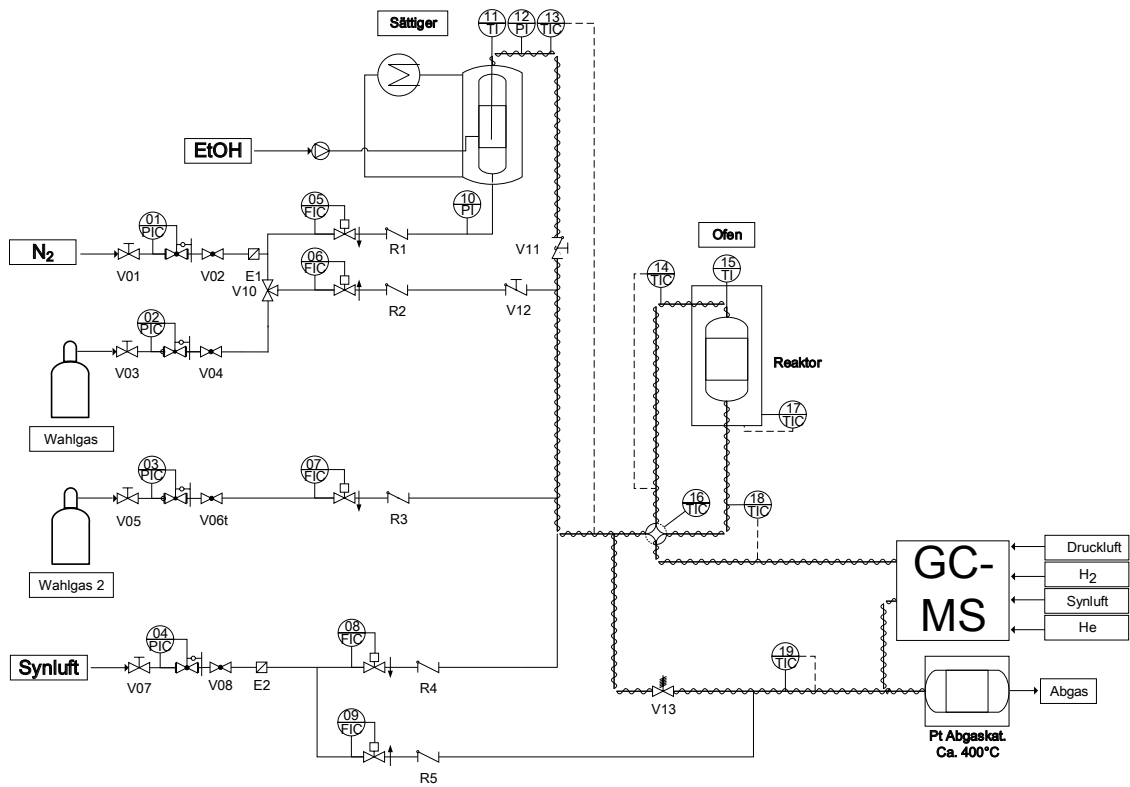 Sättiger
11
TI
12
PI
13
TIC
EtOH
N2
01
PIC
V01
V02
E1
V10
05
FIC
R1
10
PI
06
FIC
R2
V12
V11
02
PIC
V03
V04
Wahlgas
Ofen
14
TIC
15
TI
Reaktor
17
TIC
03
PIC
V05
V06t
07
FIC
R3
Wahlgas 2
16
TIC
18
TIC
GC-
MS
Druckluft
H2
Synluft
He
Synluft
04
PIC
V07
V08
E2
08
FIC
R4
09
FIC
R5
V13
19
TIC
Abgas
Pt Abgaskat.
Ca. 400°C